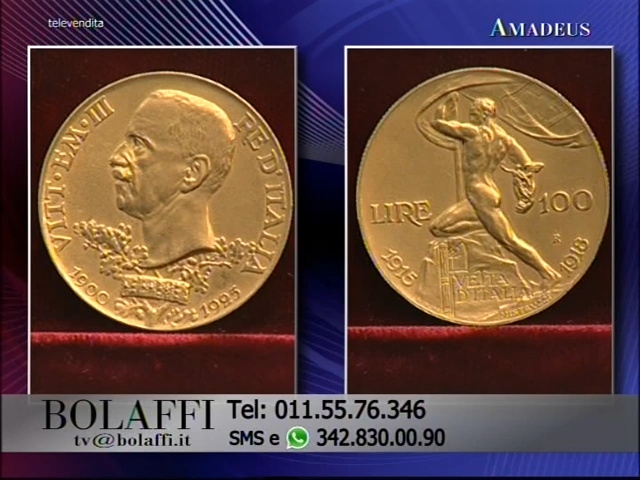 televendita
AMADEUS
VITT·EM·III
RE D'ITALIA
1900
1925
LIRE 100
1915
1918
VETTA
D'ITALIA
BOLAFFI
tv@bolaffi.it
Tel: 011.55.76.346
SMS e 342.830.00.90